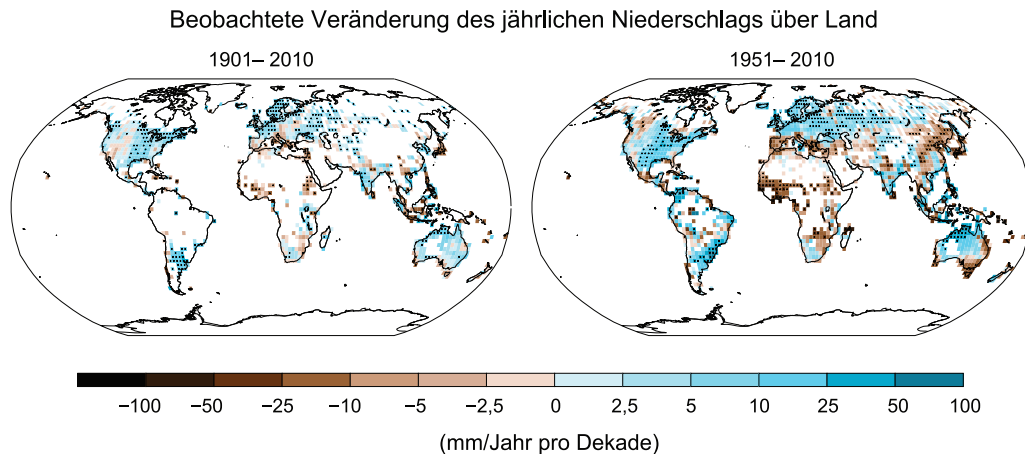 Beobachtete Veränderung des jährlichen Niederschlags über Land
1901– 2010
1951– 2010
−100 −50 −25 −10 −5 −2,5 0 2,5 5 10 25 50 100
(mm/Jahr pro Dekade)